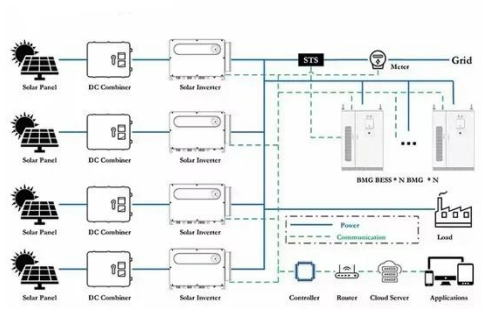 STS
Grid
Meter
Solar Panel
DC Combiner
Solar Inverter
Solar Panel
DC Combiner
Solar Inverter
BMG BESS * N BMG * N
Solar Panel
DC Combiner
Solar Inverter
Power
Communication
Load
Solar Panel
DC Combiner
Solar Inverter
Controller
Router
Cloud Server
Applications